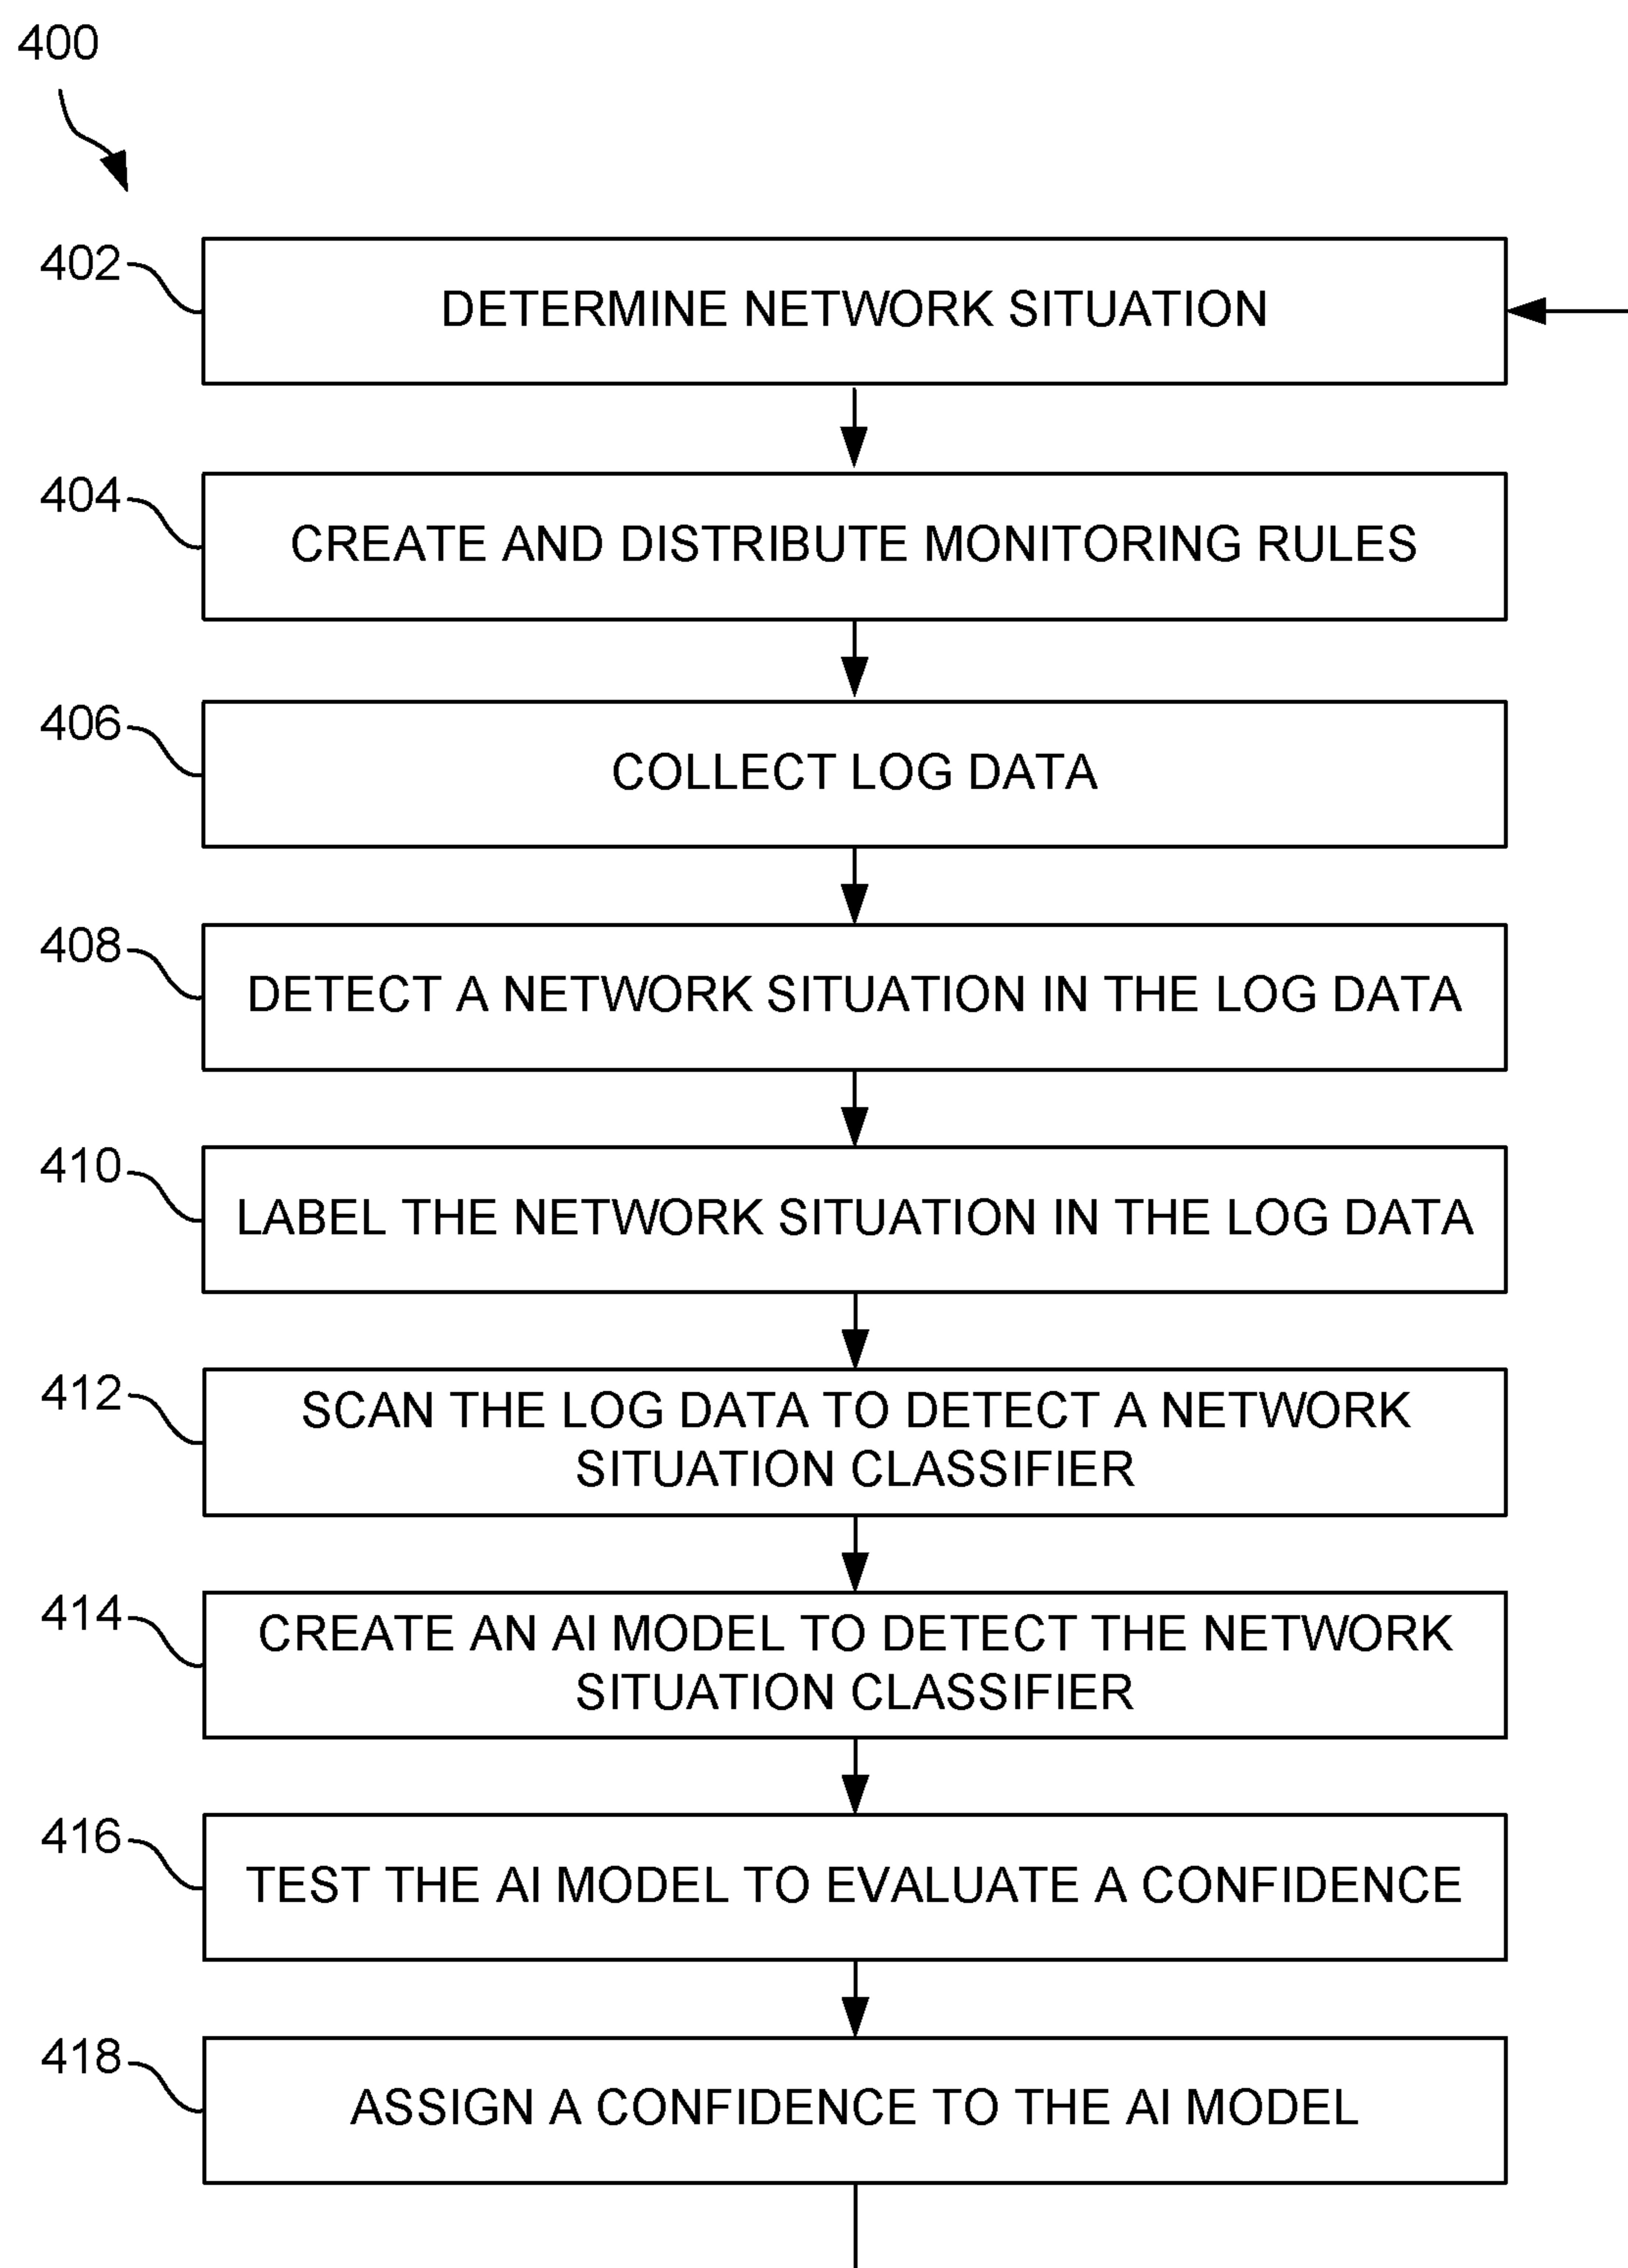 400
402
DETERMINE NETWORK SITUATION
404
CREATE AND DISTRIBUTE MONITORING RULES
406
COLLECT LOG DATA
408
DETECT A NETWORK SITUATION IN THE LOG DATA
410
LABEL THE NETWORK SITUATION IN THE LOG DATA
412
SCAN THE LOG DATA TO DETECT A NETWORK
SITUATION CLASSIFIER
414
CREATE AN AI MODEL TO DETECT THE NETWORK
SITUATION CLASSIFIER
416
TEST THE AI MODEL TO EVALUATE A CONFIDENCE
418
ASSIGN A CONFIDENCE TO THE AI MODEL